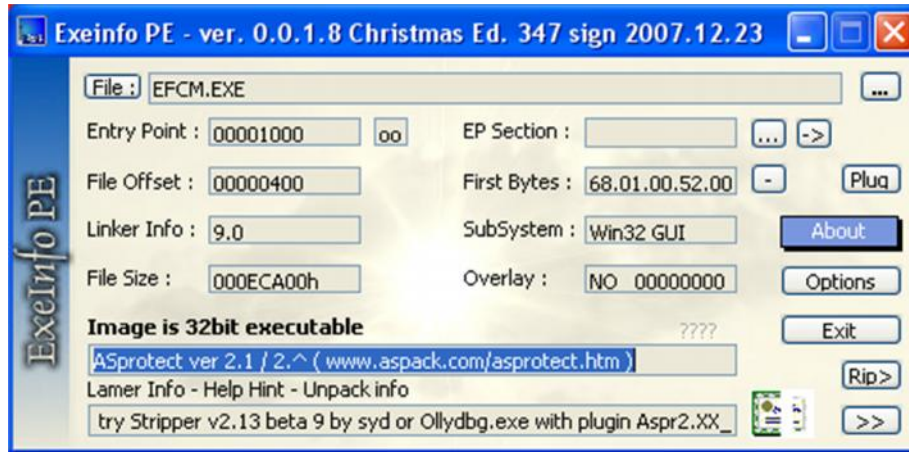 Exeinfo PE - ver. 0.0.1.8 Christmas Ed. 347 sign 2007.12.23
File : EFCM.EXE ...
Entry Point : 00001000 oo EP Section : ... ->
File Offset : 00000400 First Bytes : 68.01.00.52.00 - Plug
Linker Info : 9.0 SubSystem : Win32 GUI About
File Size : 000ECA00h Overlay : NO 00000000 Options
Image is 32bit executable ???? Exit
ASprotect ver 2.1 / 2.^ ( www.aspack.com/asprotect.htm )
Lamer Info - Help Hint - Unpack info Rip>
try Stripper v2.13 beta 9 by syd or Ollydbg.exe with plugin Aspr2.XX_ >>
ExeInfo PE